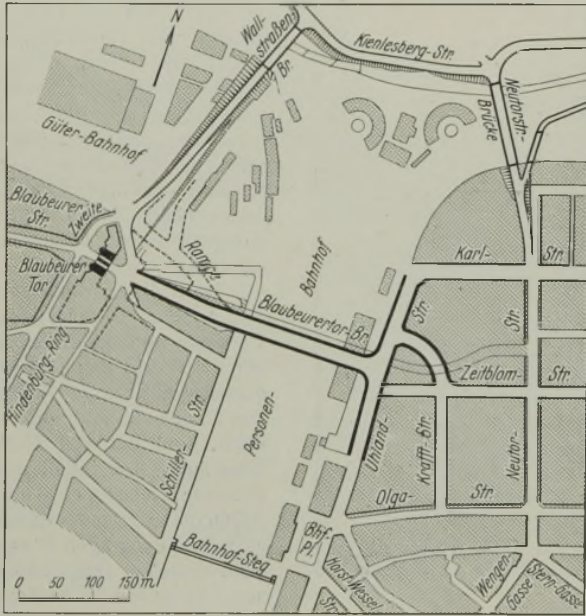 N
Wall-
straßen-
Br.
Kienlesberg-Str.
Neutorstr.-
Brücke
Güter-Bahnhof
Blaubeurer
Str.
Zweite
Rampe
Blaubeurer
Tor
Bahnhof
Karl-
Str.
Blaubeurertor-Br.
Str.
Str.
Zeitblom-
Str.
Hindenburg-Ring
Str.
Schiller-
Personen-
Uhland-
Krafft-Str.
Neutor-
Olga-
Str.
Bhf.
Pl.
Bahnhof-Steg
Horst Wessel
Str.
Wengen-
Gasse
Stern-Gasse
0 50 100 150 m